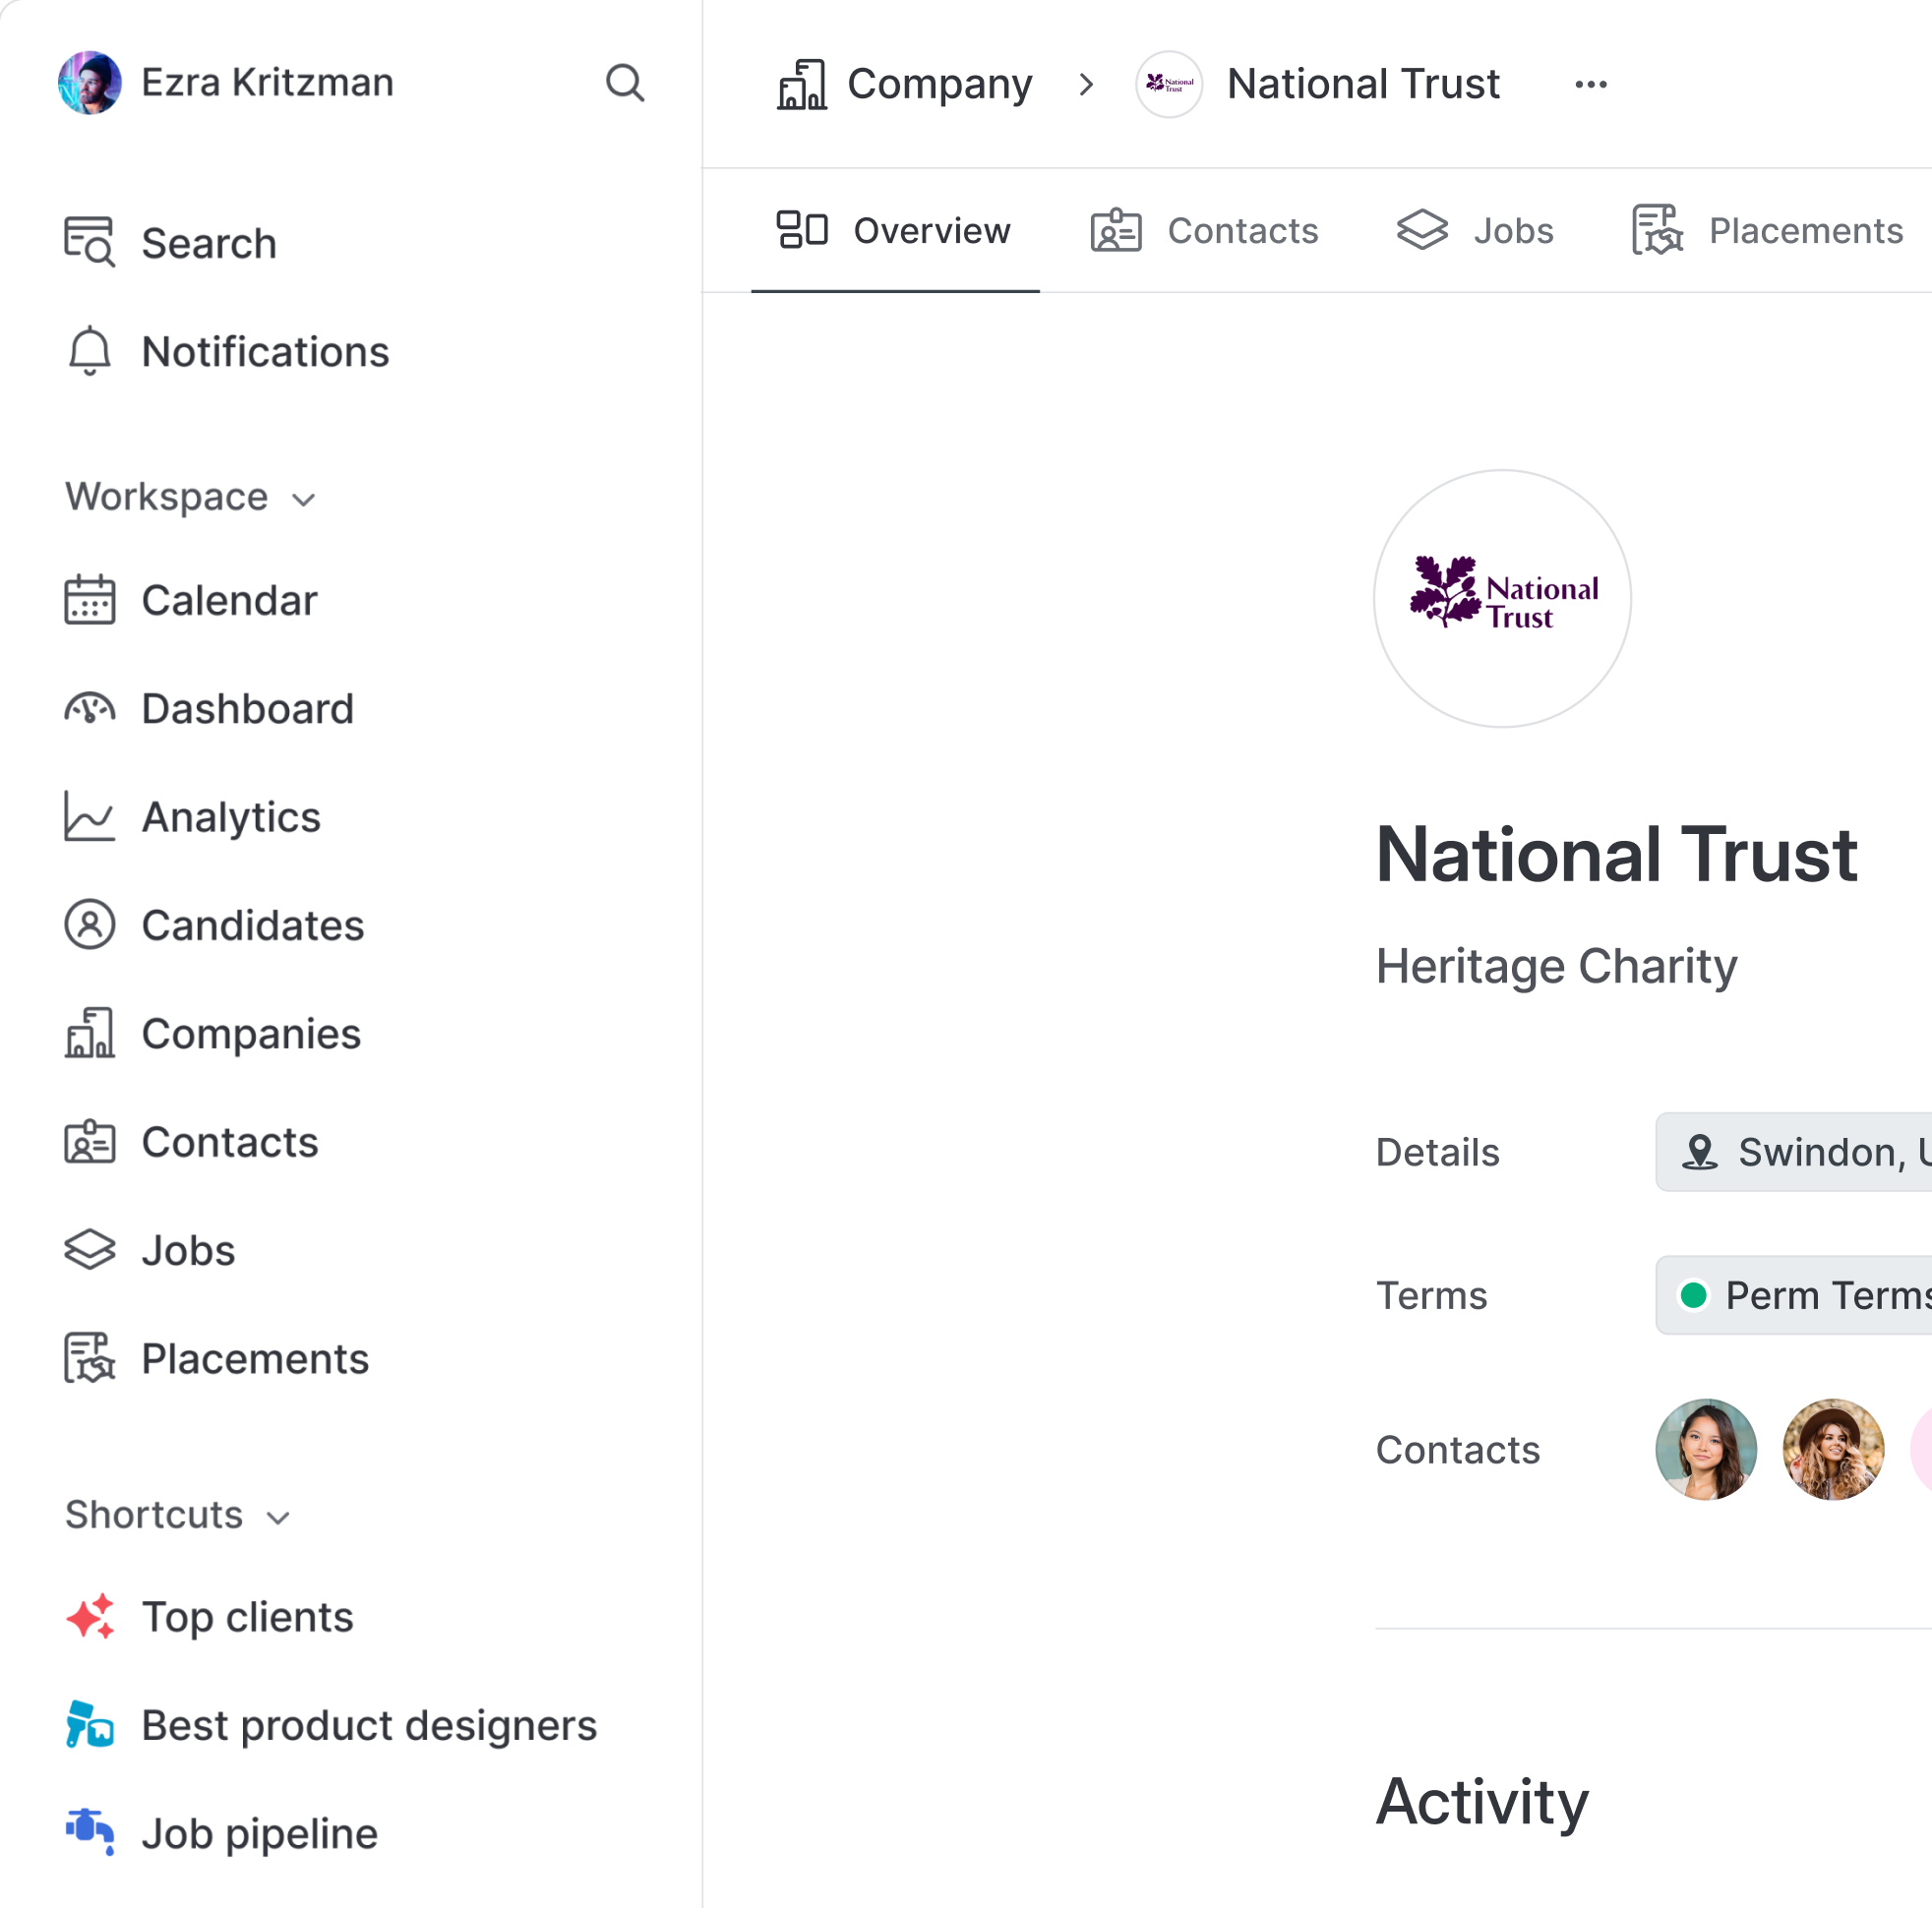 Ezra Kritzman
Search
Notifications
Workspace
Calendar
Dashboard
Analytics
Candidates
Companies
Contacts
Jobs
Placements
Shortcuts
Top clients
Best product designers
Job pipeline
Company
National
Trust
National Trust
Overview
Contacts
Jobs
Placements
National
Trust
National Trust
Heritage Charity
Details
Swindon,
Terms
Perm Terms
Contacts
Activity